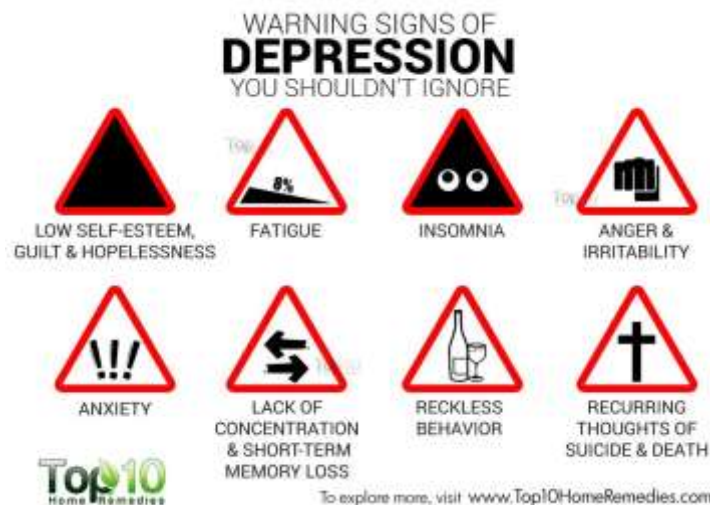 WARNING SIGNS OF
DEPRESSION
YOU SHOULDN'T IGNORE
LOW SELF-ESTEEM,
GUILT & HOPELESSNESS
8%
FATIGUE
INSOMNIA
ANGER &
IRRITABILITY
!!!
ANXIETY
LACK OF
CONCENTRATION
& SHORT-TERM
MEMORY LOSS
RECKLESS
BEHAVIOR
RECURRING
THOUGHTS OF
SUICIDE & DEATH
Top10
Home Remedies
To explore more, visit www.Top10HomeRemedies.com